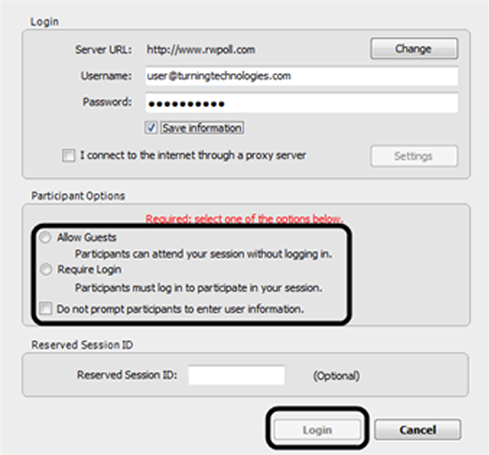 Login
Server URL: http://www.rwpoll.com Change
Username: user@turningtechnologies.com
Password: ●●●●●●●●●●
Save information
I connect to the internet through a proxy server Settings
Participant Options
Required: select one of the options below.
Allow Guests
Participants can attend your session without logging in.
Require Login
Participants must log in to participate in your session.
Do not prompt participants to enter user information.
Reserved Session ID
Reserved Session ID: (Optional)
Login Cancel